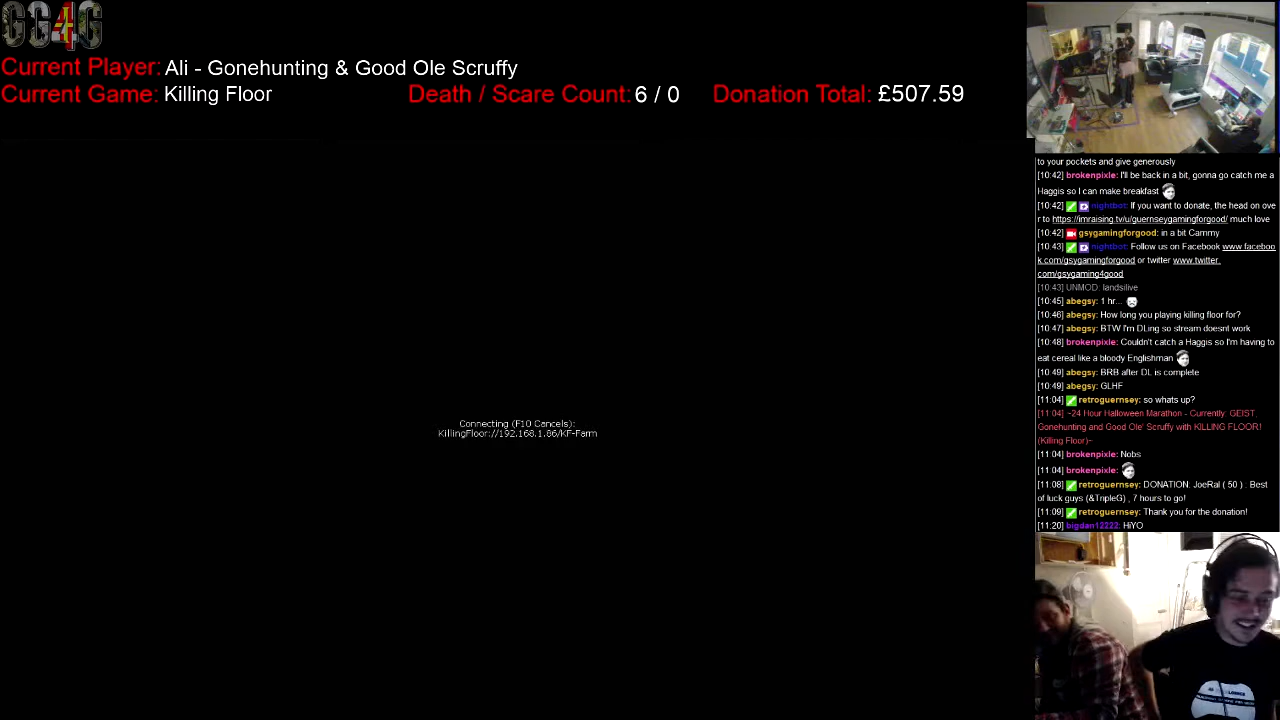 GG4G
Current Player: Ali - Gonehunting & Good Ole Scruffy
Current Game: Killing Floor
Death / Scare Count: 6 / 0
Donation Total: £507.59
to your pockets and give generously
[10:42] brokenpixle: I'll be back in a bit, gonna go catch me a
Haggis so I can make breakfast
[10:42] nightbot: If you want to donate, the head on ove
r to https://imraising.tv/u/guernseygamingforgood/ much love
[10:42] gsygamingforgood: in a bit Cammy
[10:43] nightbot: Follow us on Facebook www.faceboo
k.com/gsygamingforgood or twitter www.twitter.
com/gsygaming4good
[10:43] UNMOD: landsilive
[10:45] abegsy: 1 hr...
[10:46] abegsy: How long you playing killing floor for?
[10:47] abegsy: BTW I'm DLing so stream doesnt work
[10:48] brokenpixle: Couldn't catch a Haggis so I'm having to
eat cereal like a bloody Englishman
[10:49] abegsy: BRB after DL is complete
[10:49] abegsy: GLHF
[11:04] retroguernsey: so whats up?
[11:04] ~24 Hour Halloween Marathon - Currently: GEIST,
Gonehunting and Good Ole' Scruffy with KILLING FLOOR!
(Killing Floor)~
[11:04] brokenpixle: Nobs
[11:04] brokenpixle:
[11:08] retroguernsey: DONATION: JoeRal ( 50 ) . Best
of luck guys (&TripleG) , 7 hours to go!
[11:09] retroguernsey: Thank you for the donation!
[11:20] bigdan12222: HiYO
Connecting (F10 Cancels):
KillingFloor://192.168.1.86/KF-Farm